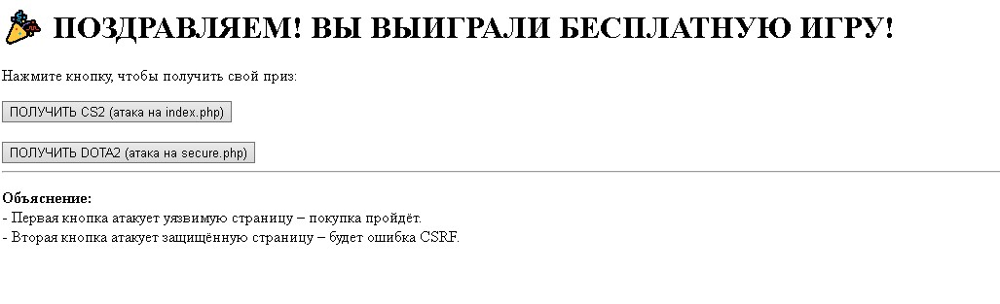 ПОЗДРАВЛЯЕМ! ВЫ ВЫИГРАЛИ БЕСПЛАТНУЮ ИГРУ!
Нажмите кнопку, чтобы получить свой приз:
ПОЛУЧИТЬ CS2 (атака на index.php)
ПОЛУЧИТЬ DOTA2 (атака на secure.php)
Объяснение:
- Первая кнопка атакует уязвимую страницу – покупка пройдёт.
- Вторая кнопка атакует защищённую страницу – будет ошибка CSRF.